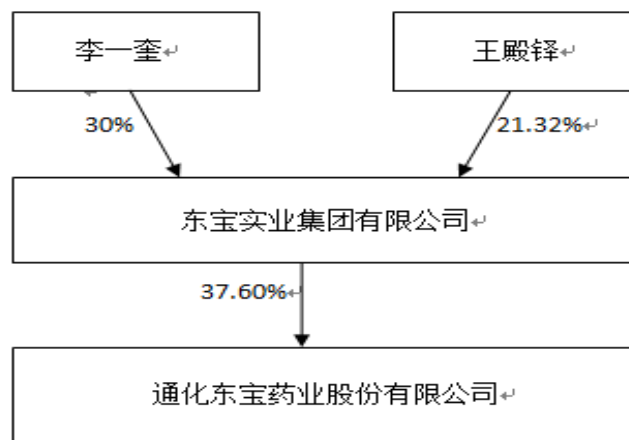 李一奎
王殿铎
30%
21.32%
东宝实业集团有限公司
37.60%
通化东宝药业股份有限公司